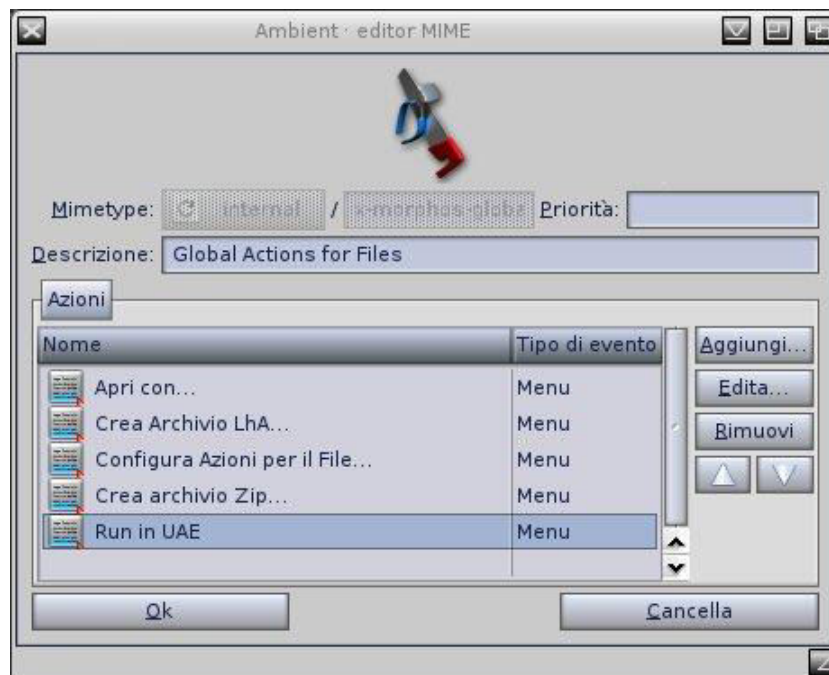 Ambient · editor MIME
Mimetype: internal / x-morphos-globa Priorità:
Descrizione: Global Actions for Files
Azioni
Nome Tipo di evento
Apri con... Menu
Crea Archivio LhA... Menu
Configura Azioni per il File... Menu
Crea archivio Zip... Menu
Run in UAE Menu
Aggiungi...
Edita...
Rimuovi
Ok Cancella